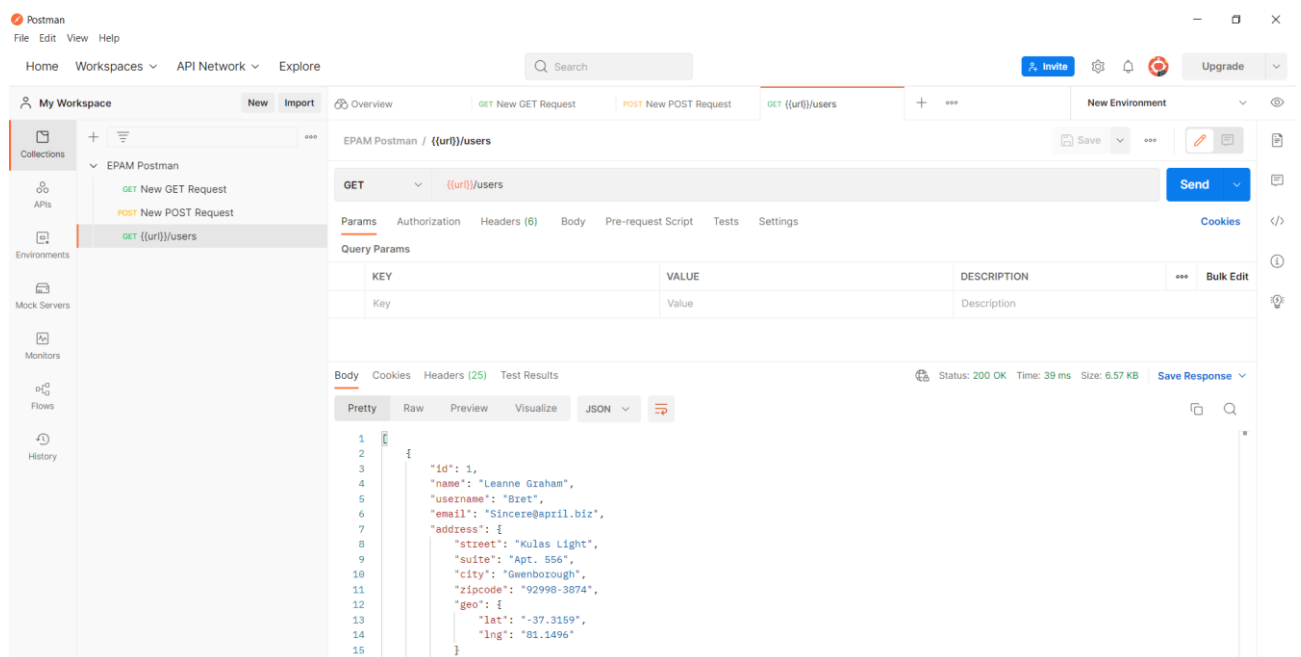 Postman
File Edit View Help
Home Workspaces API Network Explore Search Invite Upgrade
My Workspace New Import Overview GET New GET Request POST New POST Request GET {{url}}/users New Environment
Collections
EPAM Postman / {{url}}/users Save
EPAM Postman
GET New GET Request
POST New POST Request
GET {{url}}/users
APIs
Environments
Mock Servers
Monitors
Flows
History
GET {{url}}/users Send
Params Authorization Headers (6) Body Pre-request Script Tests Settings Cookies
Query Params
KEY VALUE DESCRIPTION Bulk Edit
Key Value Description
Body Cookies Headers (25) Test Results Status: 200 OK Time: 39 ms Size: 6.57 KB Save Response
Pretty Raw Preview Visualize JSON
1 [
2 {
3 "id": 1,
4 "name": "Leanne Graham",
5 "username": "Bret",
6 "email": "Sincere@april.biz",
7 "address": {
8 "street": "Kulas Light",
9 "suite": "Apt. 556",
10 "city": "Gwenborough",
11 "zipcode": "92998-3874",
12 "geo": {
13 "lat": "-37.3159",
14 "lng": "81.1496"
15 }